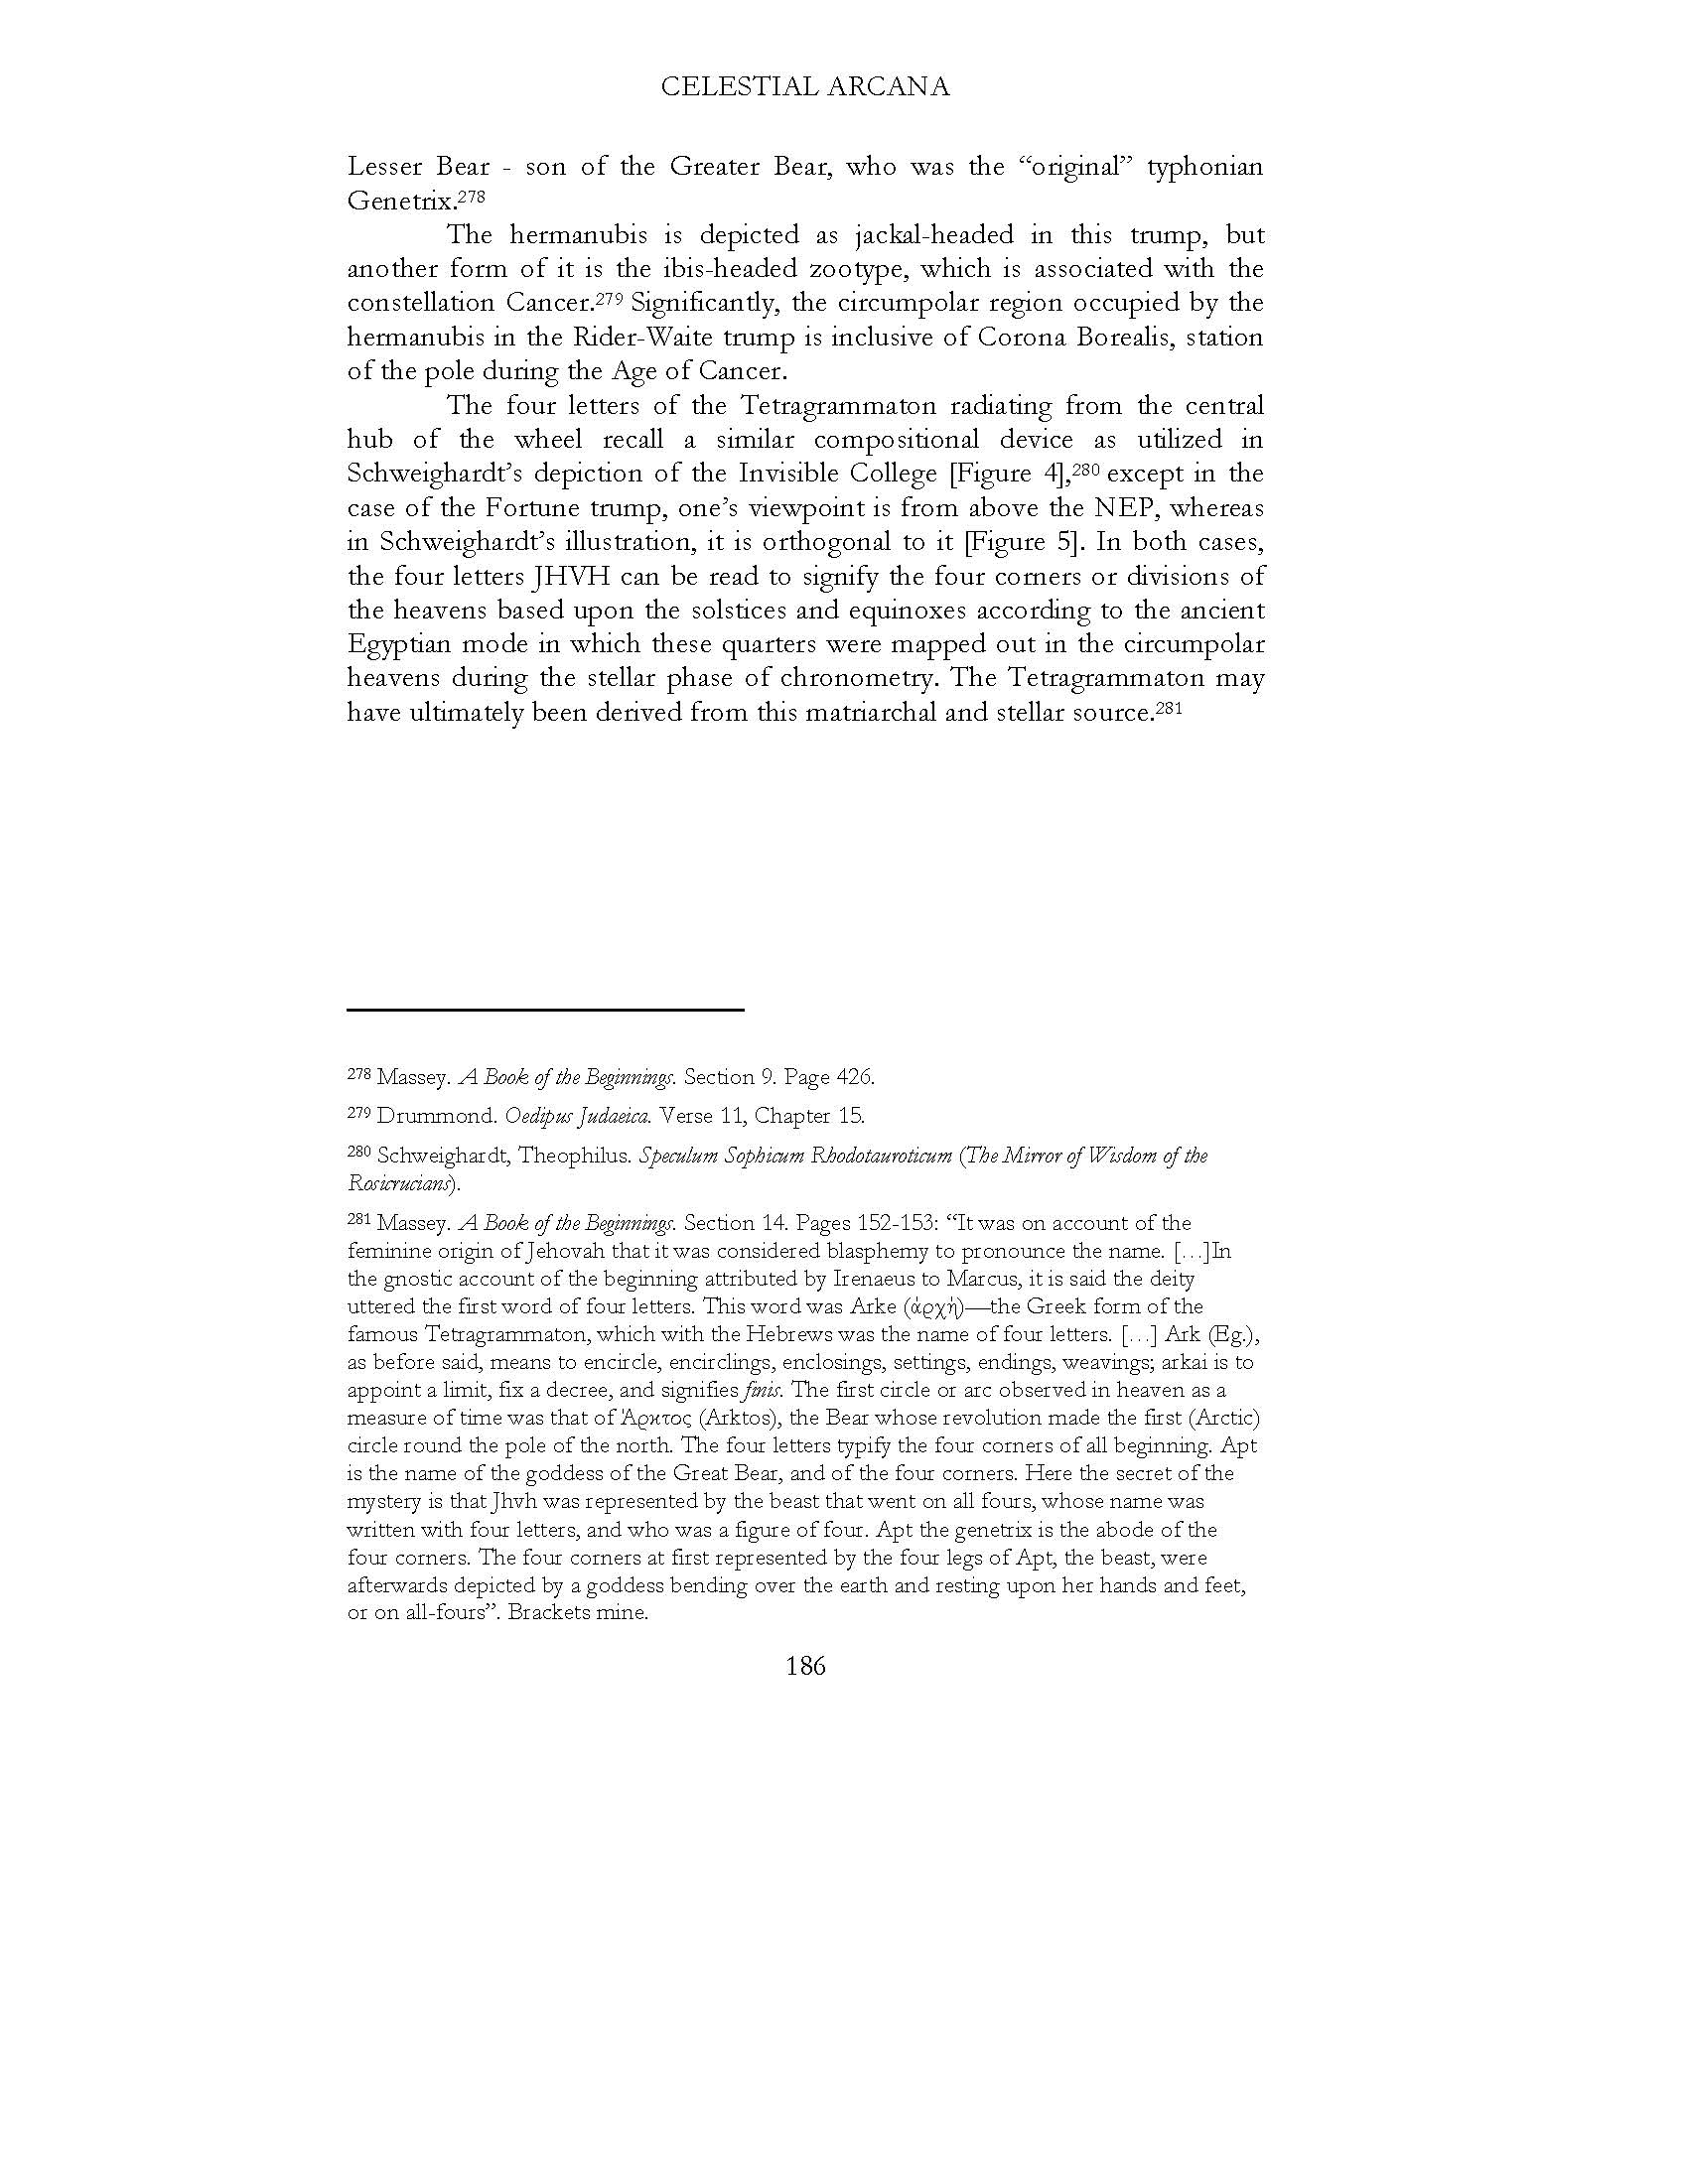 CELESTIAL ARCANA
Lesser Bear - son of the Greater Bear, who was the “original” typhonian
Genetrix.278
The hermanubis is depicted as jackal-headed in this trump, but
another form of it is the ibis-headed zootype, which is associated with the
constellation Cancer.279 Significantly, the circumpolar region occupied by the
hermanubis in the Rider-Waite trump is inclusive of Corona Borealis, station
of the pole during the Age of Cancer.
The four letters of the Tetragrammaton radiating from the central
hub of the wheel recall a similar compositional device as utilized in
Schweighardt’s depiction of the Invisible College [Figure 4],280 except in the
case of the Fortune trump, one’s viewpoint is from above the NEP, whereas
in Schweighardt’s illustration, it is orthogonal to it [Figure 5]. In both cases,
the four letters JHVH can be read to signify the four corners or divisions of
the heavens based upon the solstices and equinoxes according to the ancient
Egyptian mode in which these quarters were mapped out in the circumpolar
heavens during the stellar phase of chronometry. The Tetragrammaton may
have ultimately been derived from this matriarchal and stellar source.281
278 Massey. A Book of the Beginnings. Section 9. Page 426.
279 Drummond. Oedipus Judaeica. Verse 11, Chapter 15.
280 Schweighardt, Theophilus. Speculum Sophicum Rhodotauroticum (The Mirror of Wisdom of the
Rosicrucians).
281 Massey. A Book of the Beginnings. Section 14. Pages 152-153: “It was on account of the
feminine origin of Jehovah that it was considered blasphemy to pronounce the name. […]In
the gnostic account of the beginning attributed by Irenaeus to Marcus, it is said the deity
uttered the first word of four letters. This word was Arke (ἀρχή)—the Greek form of the
famous Tetragrammaton, which with the Hebrews was the name of four letters. […] Ark (Eg.),
as before said, means to encircle, encirclings, enclosings, settings, endings, weavings; arkai is to
appoint a limit, fix a decree, and signifies finis. The first circle or arc observed in heaven as a
measure of time was that of Ἄρκτος (Arktos), the Bear whose revolution made the first (Arctic)
circle round the pole of the north. The four letters typify the four corners of all beginning. Apt
is the name of the goddess of the Great Bear, and of the four corners. Here the secret of the
mystery is that Jhvh was represented by the beast that went on all fours, whose name was
written with four letters, and who was a figure of four. Apt the genetrix is the abode of the
four corners. The four corners at first represented by the four legs of Apt, the beast, were
afterwards depicted by a goddess bending over the earth and resting upon her hands and feet,
or on all-fours”. Brackets mine.
186